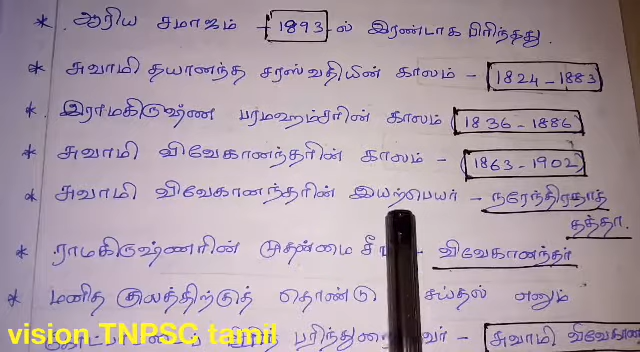 * ஆரிய சமாஜம் - 1893 ல் இரண்டாக பிரிந்தது.
* சுவாமி தயானந்த சரஸ்வதியின் காலம் - 1824 - 1883
* இராமகிருஷ்ண பரமஹம்சரின் காலம் 1836 - 1886
* சுவாமி விவேகானந்தரின் காலம் - 1863 - 1902
* சுவாமி விவேகானந்தரின் இயற்பெயர் - நரேந்திரநாத்
தத்தா.
* ராமகிருஷ்ணரின் முதன்மை - விவேகானந்தர்
* மனித குலத்திற்குத் தொண்டு எனும்
vision TNPSC tamil
- சுவாமி